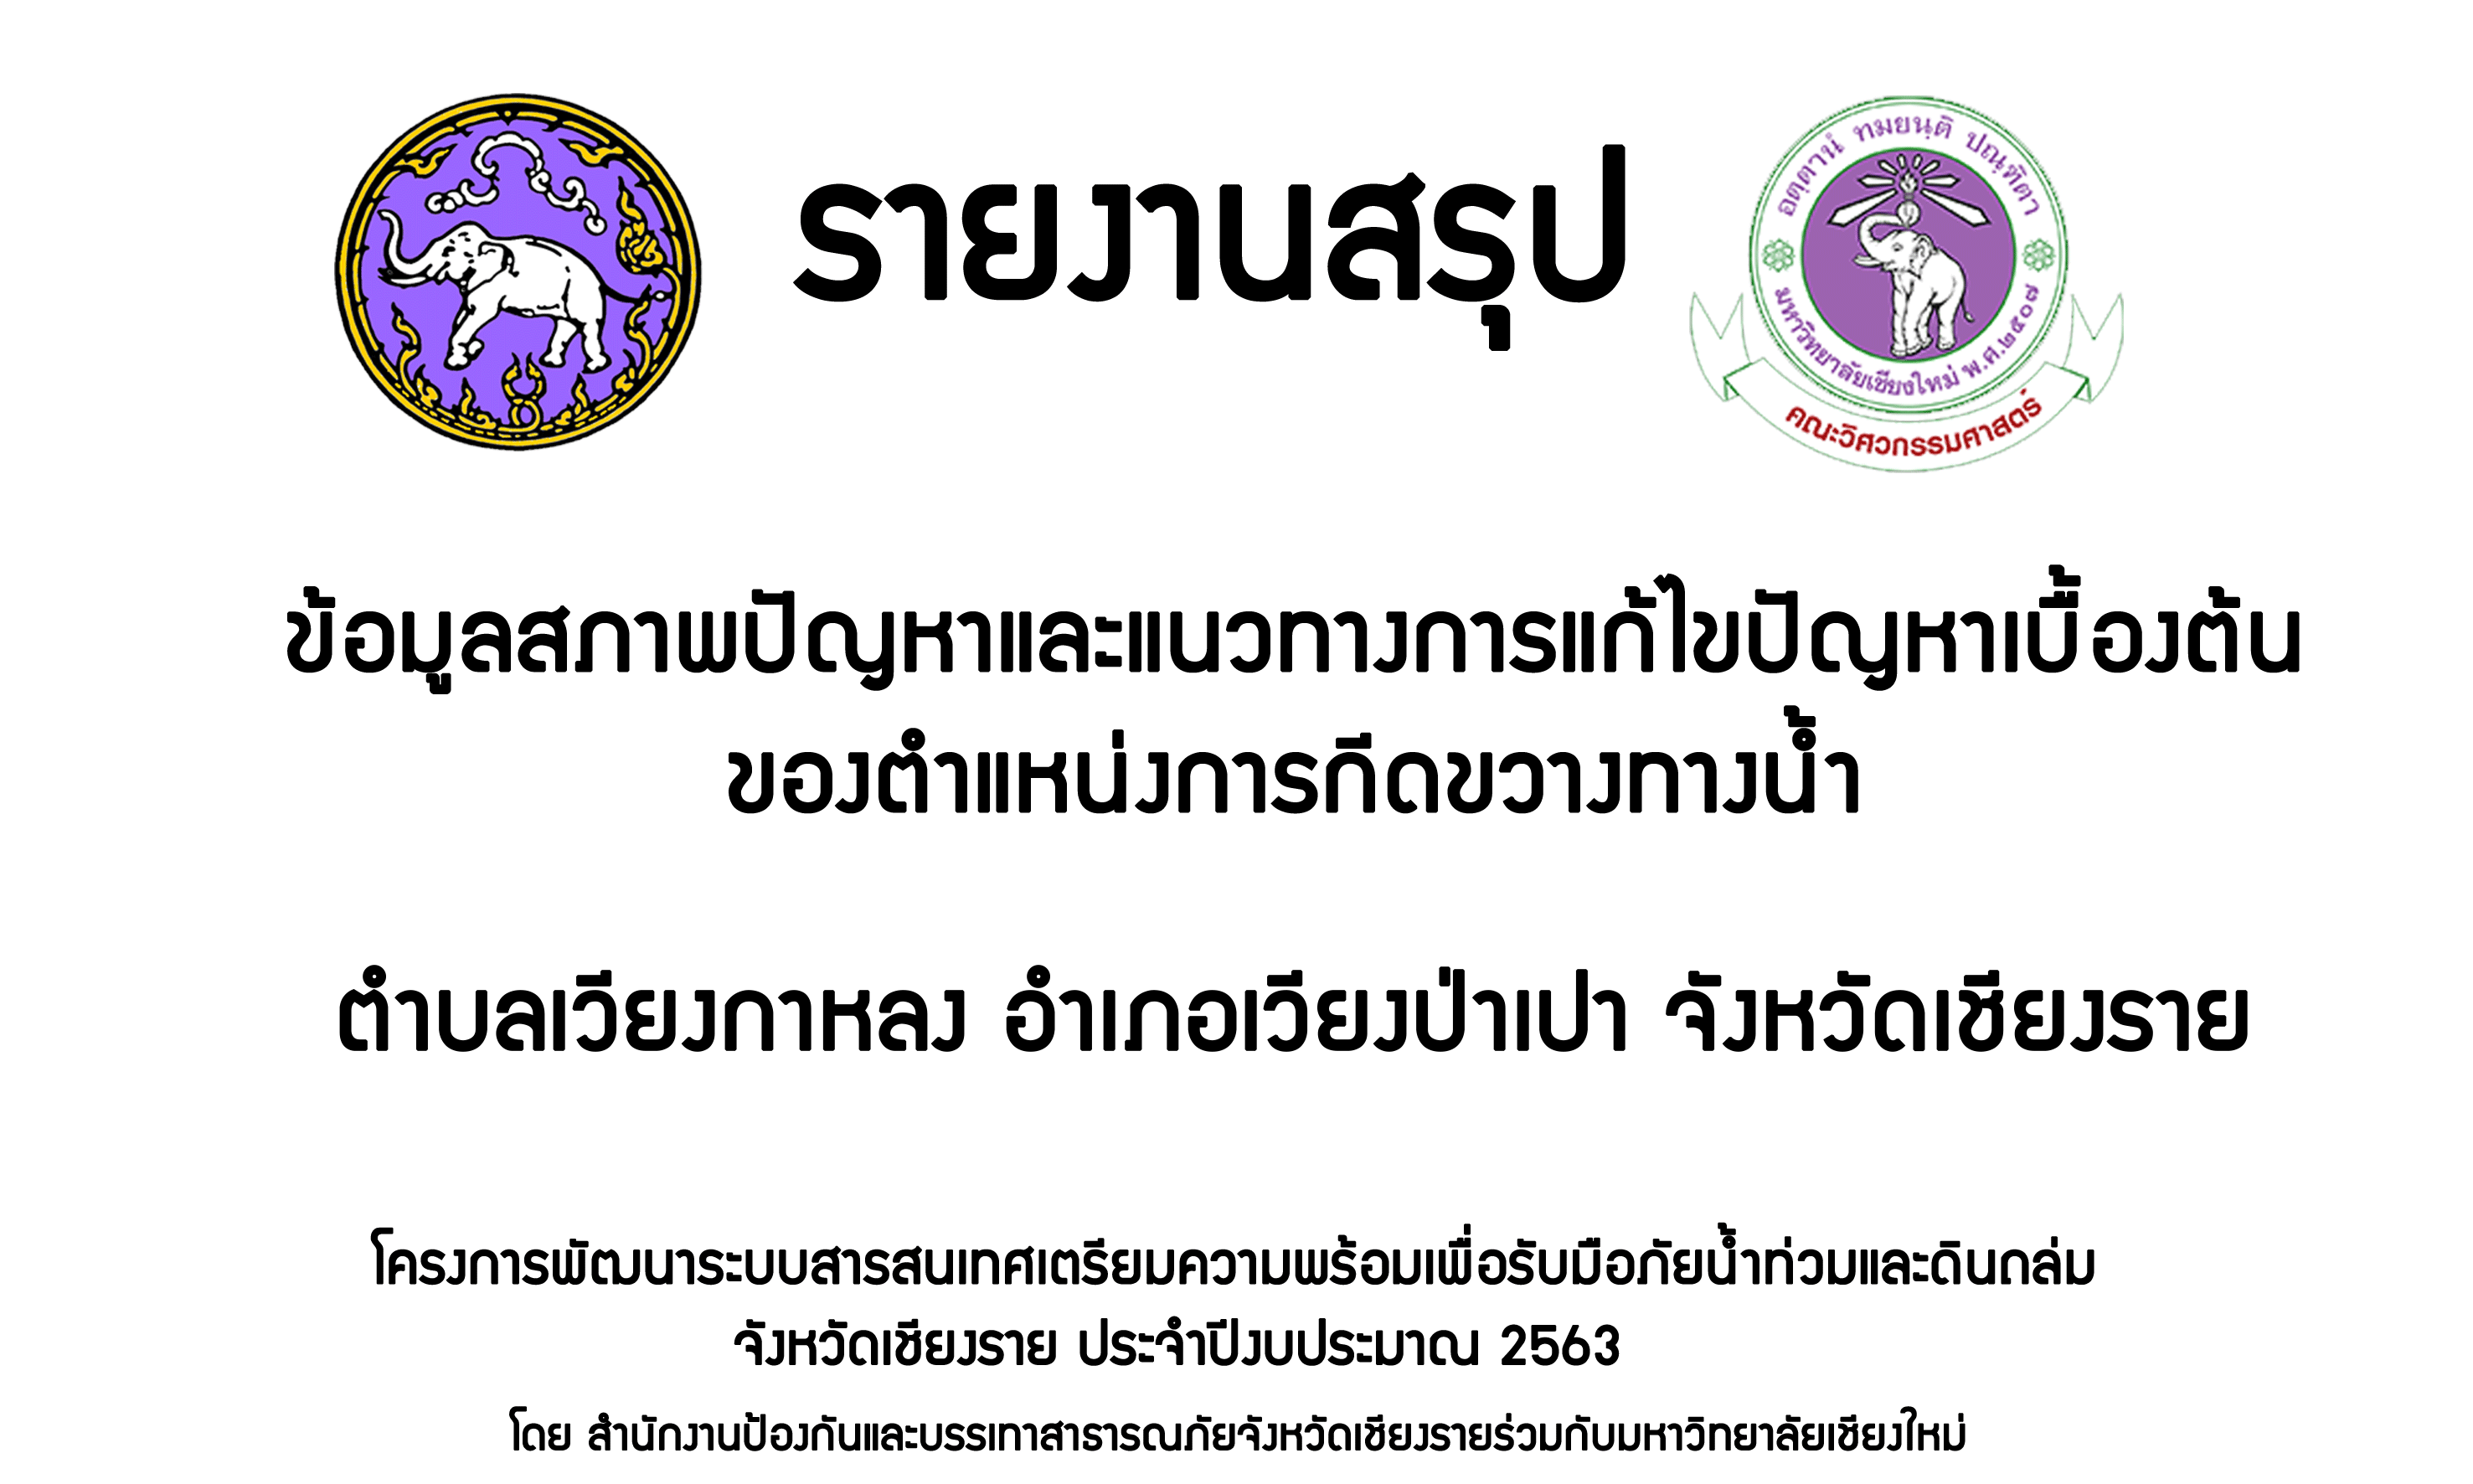 รายงานสรุป
อตฺตานํ ทมยนฺติ ปณฺฑิตา
มหาวิทยาลัยเชียงใหม่ พ.ศ.๒๕๐๗
คณะวิศวกรรมศาสตร์
ข้อมูลสภาพปัญหาและแนวทางการแก้ไขปัญหาเบื้องต้น
ของตำแหน่งการกีดขวางทางน้ำ
ตำบลเวียงกาหลง อำเภอเวียงป่าเปา จังหวัดเชียงราย
โครงการพัฒนาระบบสารสนเทศเตรียมความพร้อมเพื่อรับมือภัยน้ำท่วมและดินถล่ม
จังหวัดเชียงราย ประจำปีงบประมาณ 2563
โดย สำนักงานป้องกันและบรรเทาสาธารณภัยจังหวัดเชียงรายร่วมกับมหาวิทยาลัยเชียงใหม่